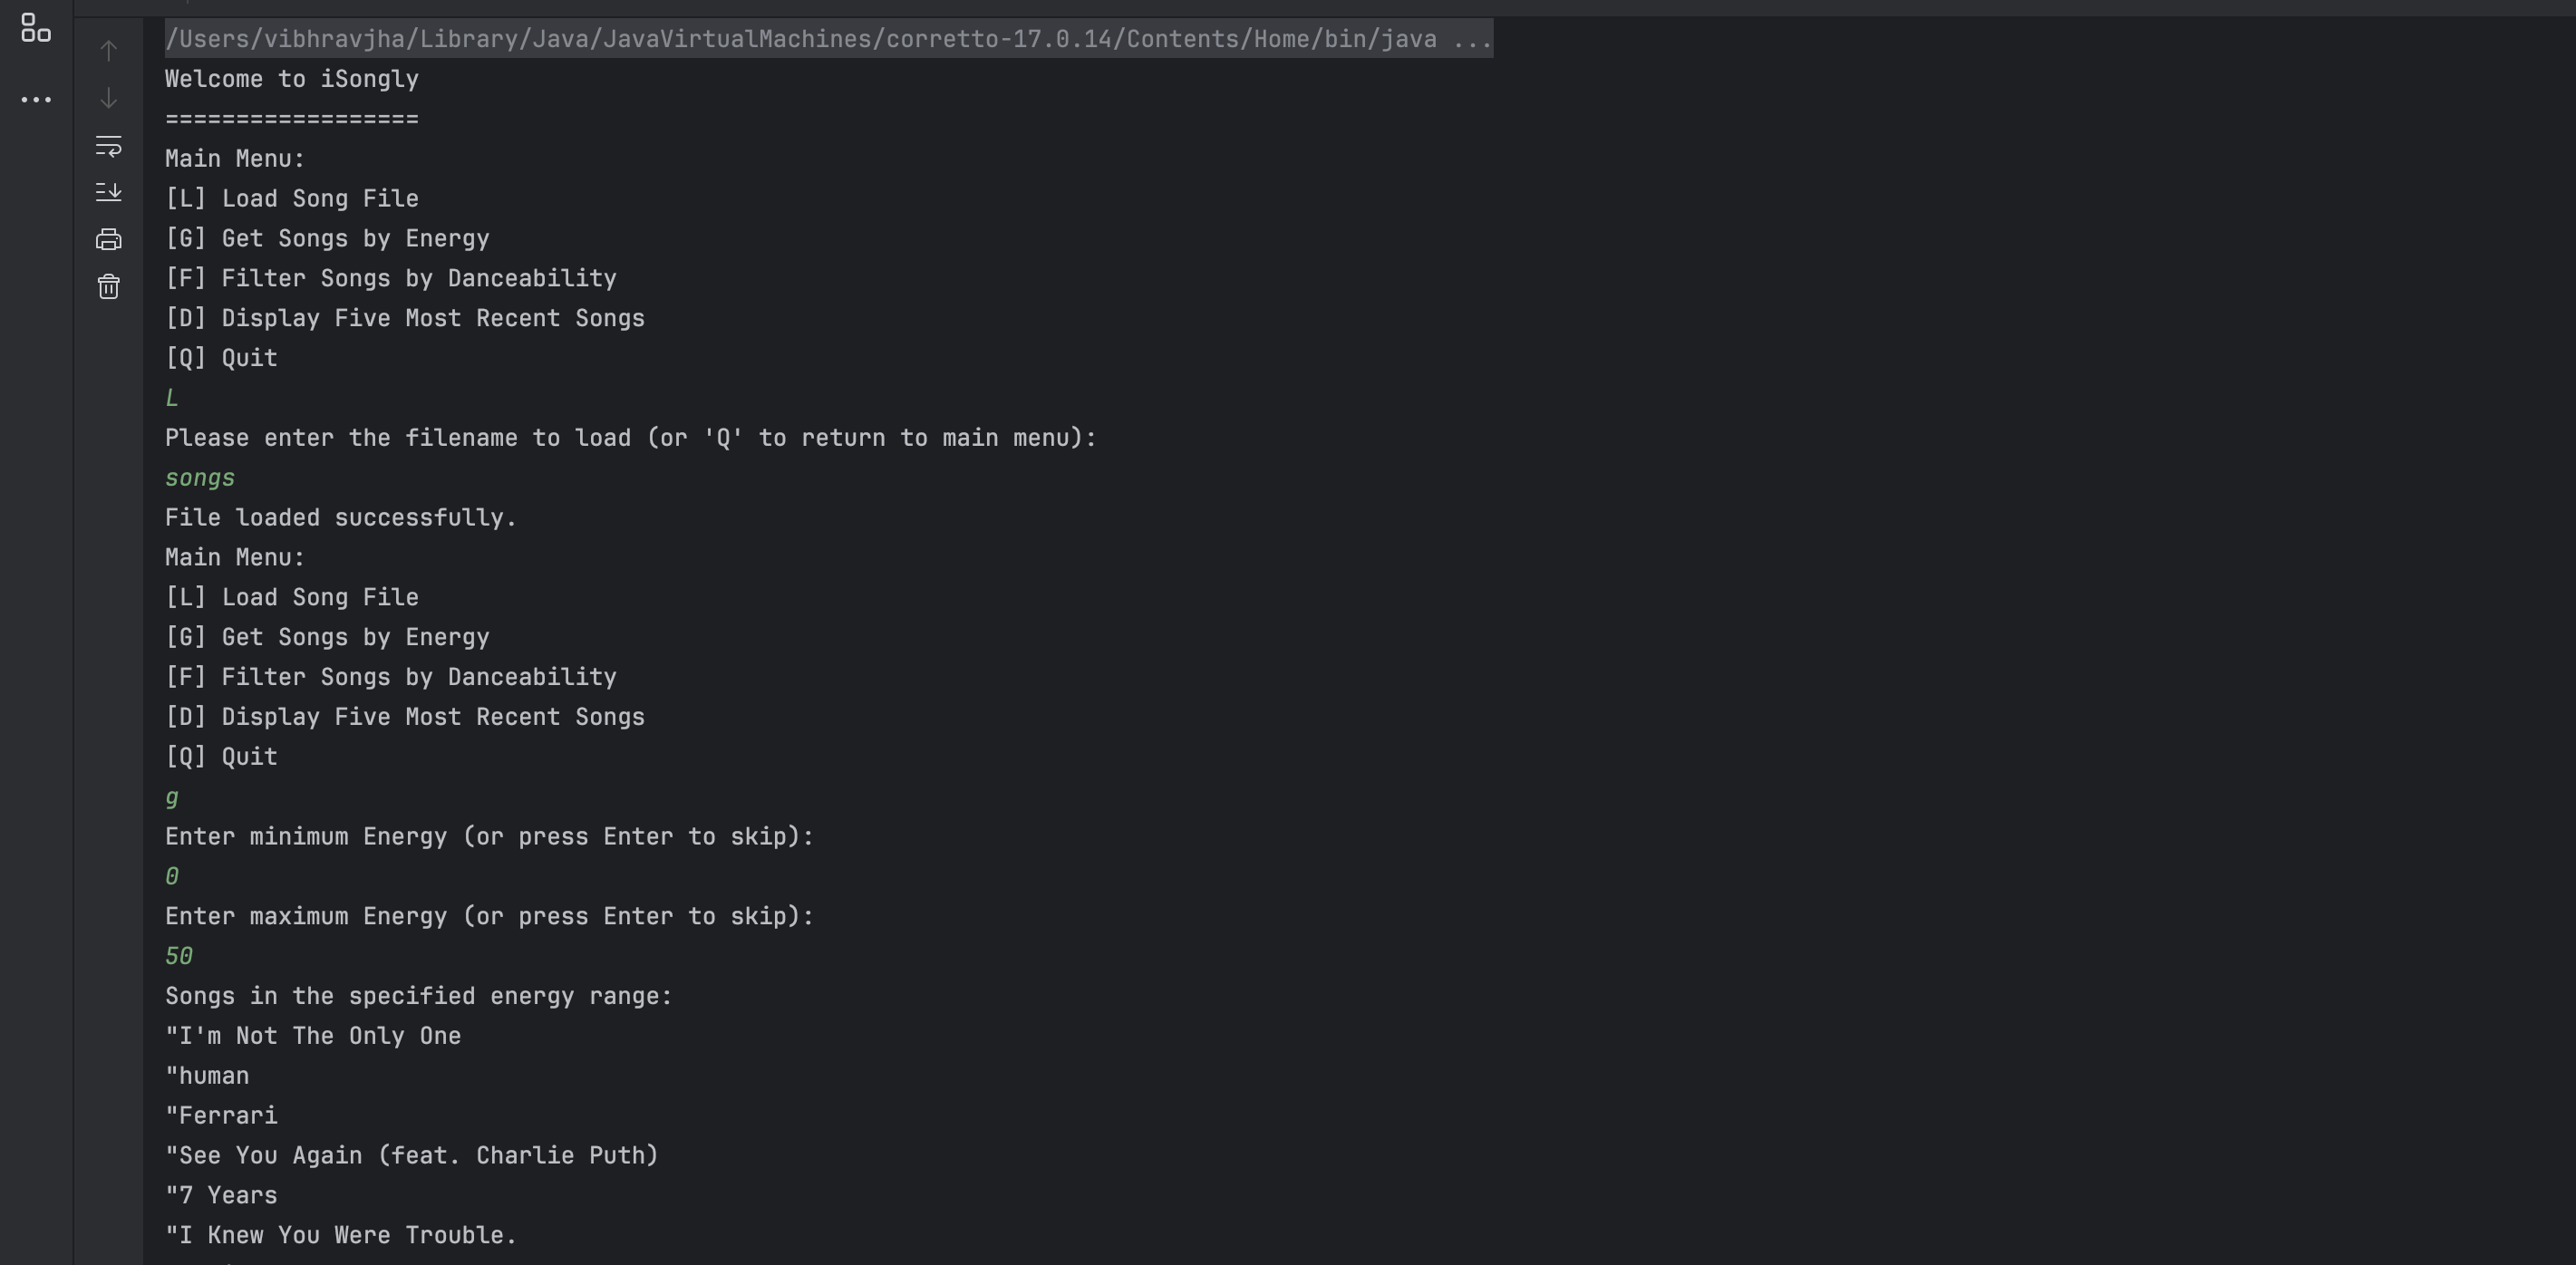 /Users/vibhravjha/Library/Java/JavaVirtualMachines/corretto-17.0.14/Contents/Home/bin/java ...
Welcome to iSongly
==================
Main Menu:
[L] Load Song File
[G] Get Songs by Energy
[F] Filter Songs by Danceability
[D] Display Five Most Recent Songs
[Q] Quit
L
Please enter the filename to load (or 'Q' to return to main menu):
songs
File loaded successfully.
Main Menu:
[L] Load Song File
[G] Get Songs by Energy
[F] Filter Songs by Danceability
[D] Display Five Most Recent Songs
[Q] Quit
g
Enter minimum Energy (or press Enter to skip):
0
Enter maximum Energy (or press Enter to skip):
50
Songs in the specified energy range:
"I'm Not The Only One
"human
"Ferrari
"See You Again (feat. Charlie Puth)
"7 Years
"I Knew You Were Trouble.